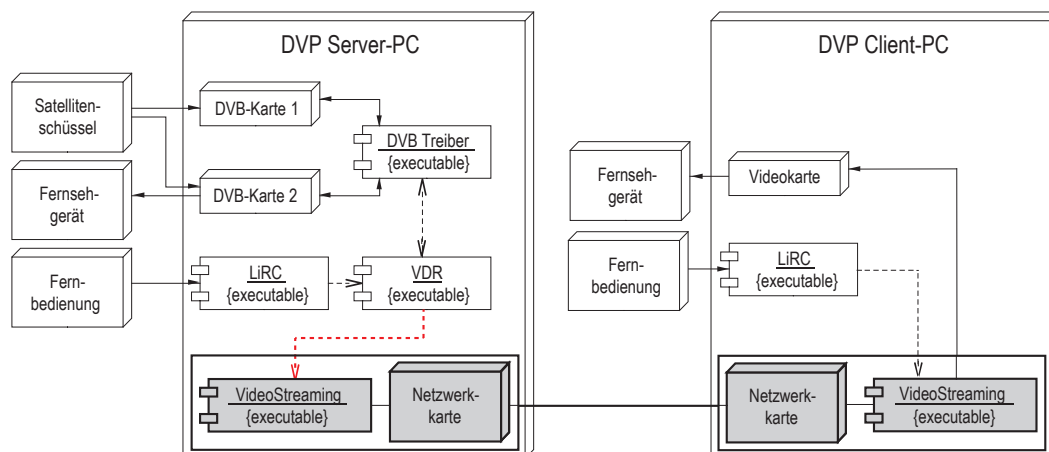 DVP Server-PC
DVP Client-PC
Satelliten-
schüssel
DVB-Karte 1
DVB Treiber
{executable}
Fernseh-
gerät
DVB-Karte 2
Fernseh-
gerät
Videokarte
Fern-
bedienung
LiRC
{executable}
VDR
{executable}
Fern-
bedienung
LiRC
{executable}
VideoStreaming
{executable}
Netzwerk-
karte
Netzwerk-
karte
VideoStreaming
{executable}